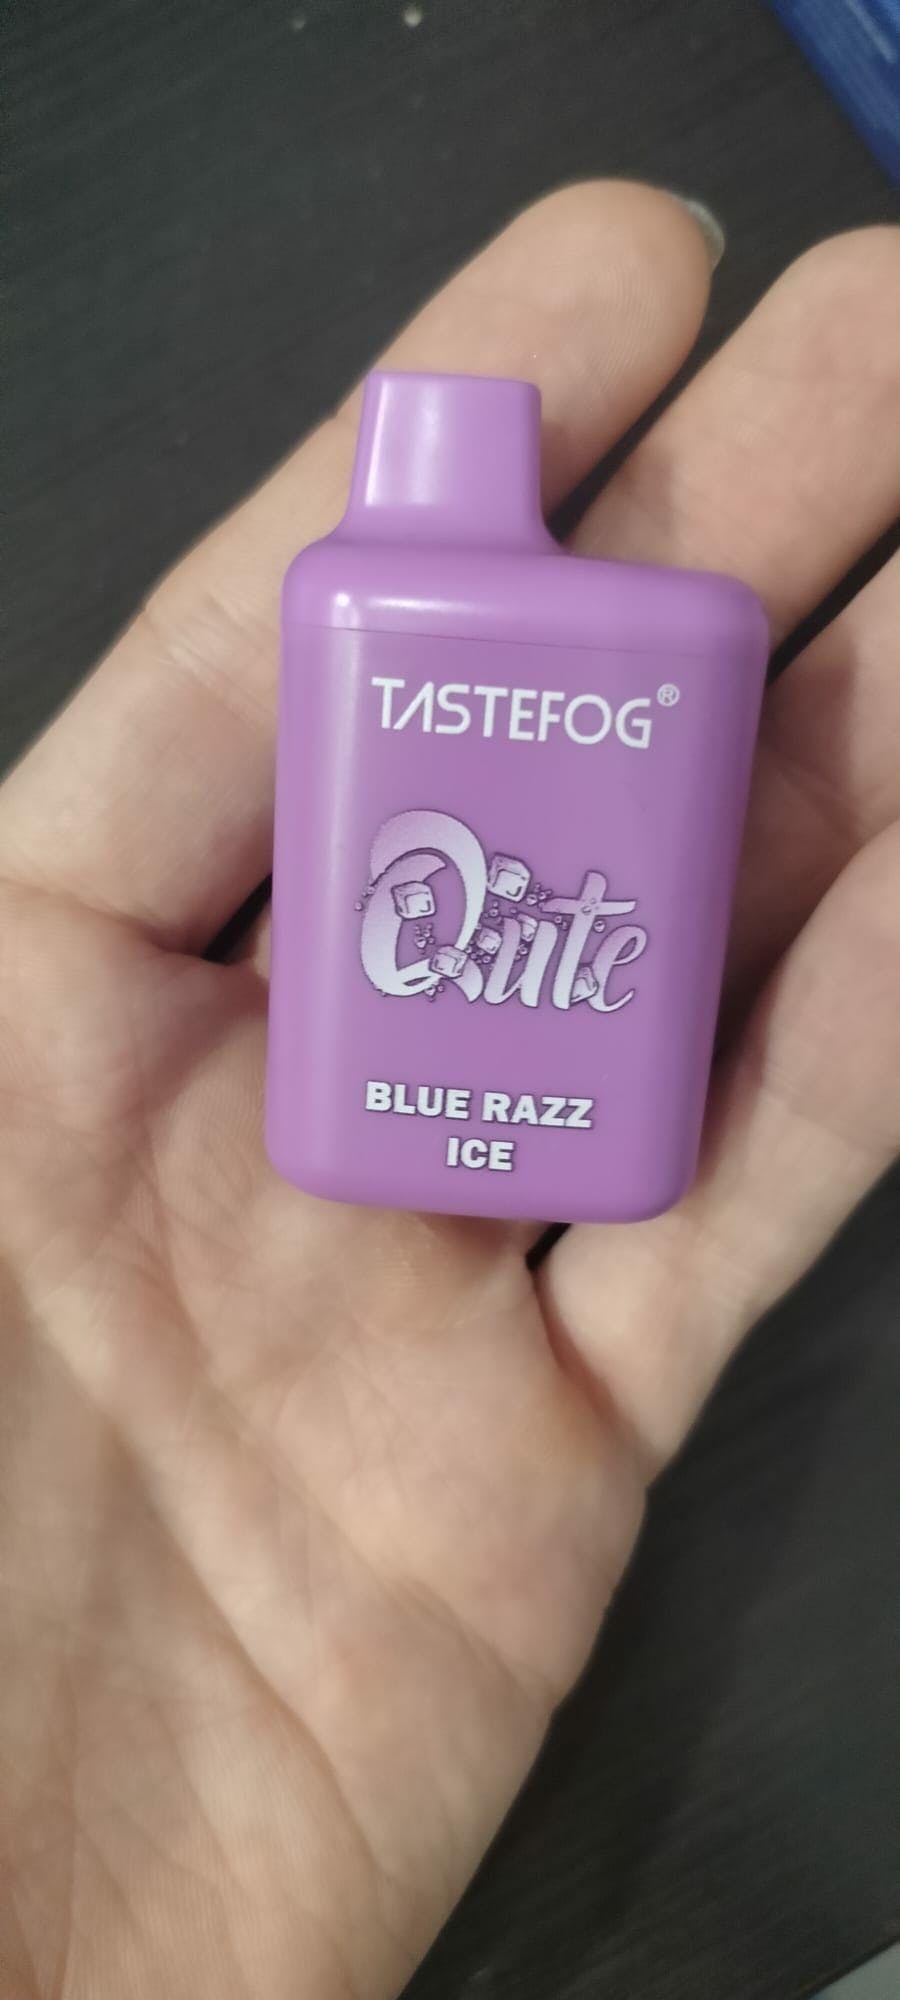 TASTEFOG®
Qute
BLUE RAZZ
ICE